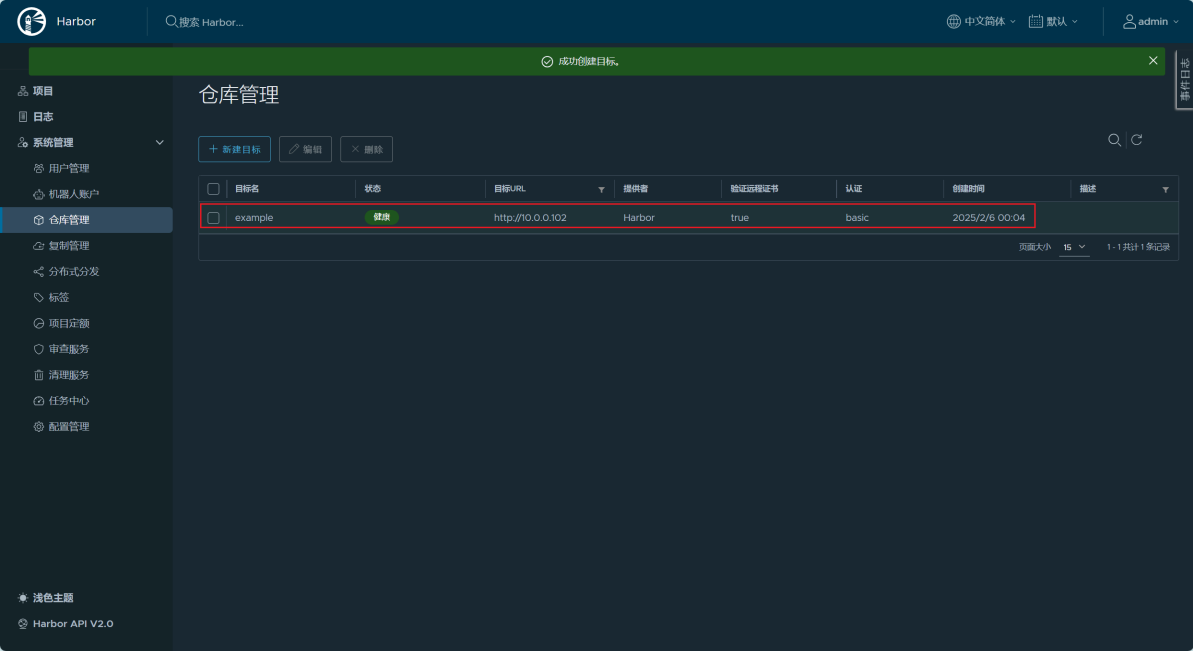 Harbor
搜索 Harbor...
中文简体
默认
admin
成功创建目标。
事件日志
项目
日志
系统管理
用户管理
机器人账户
仓库管理
复制管理
分布式分发
标签
项目定额
审查服务
清理服务
任务中心
配置管理
浅色主题
Harbor API V2.0
仓库管理
新建目标 编辑 删除
目标名 状态 目标URL 提供者 验证远程证书 认证 创建时间 描述
example 健康 http://10.0.0.102 Harbor true basic 2025/2/6 00:04
页面大小 15 1 - 1 共计 1 条记录